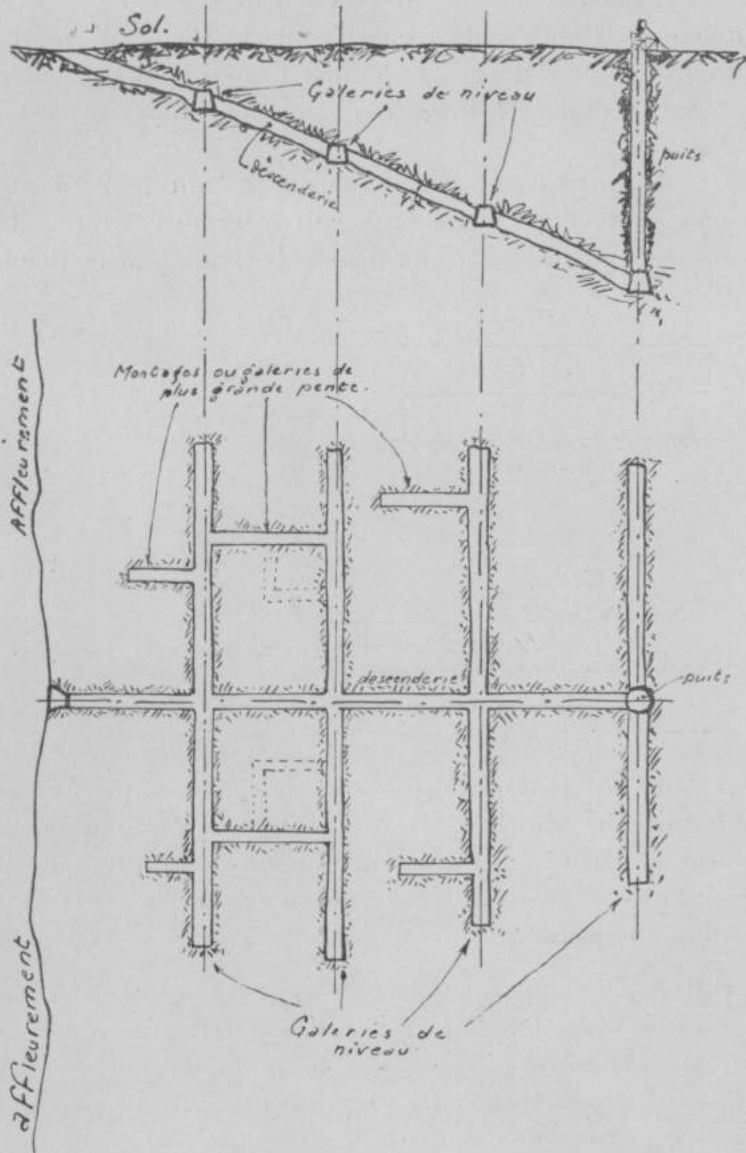 Sol.
Galeries de niveau
puits
descenderie
Montages ou galeries de
plus grande pente.
Affleurement
descenderie
puits
Galeries de
niveau
affleurement